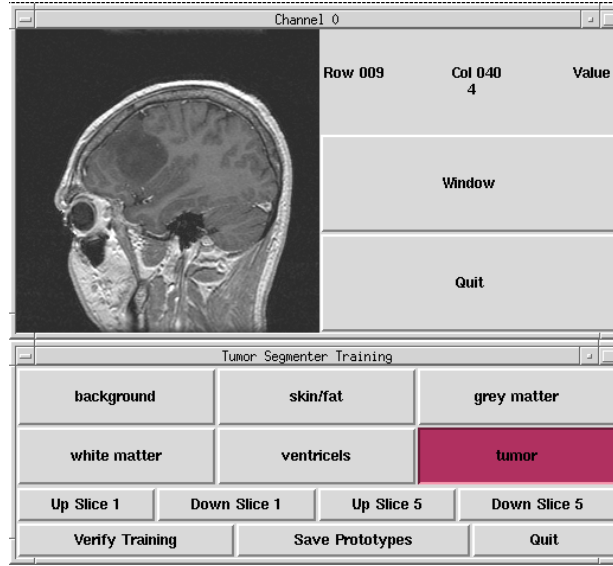 Channel 0
Row 009 Col 040 Value
4
Window
Quit
Tumor Segmenter Training
background skin/fat grey matter
white matter ventricels tumor
Up Slice 1 Down Slice 1 Up Slice 5 Down Slice 5
Verify Training Save Prototypes Quit